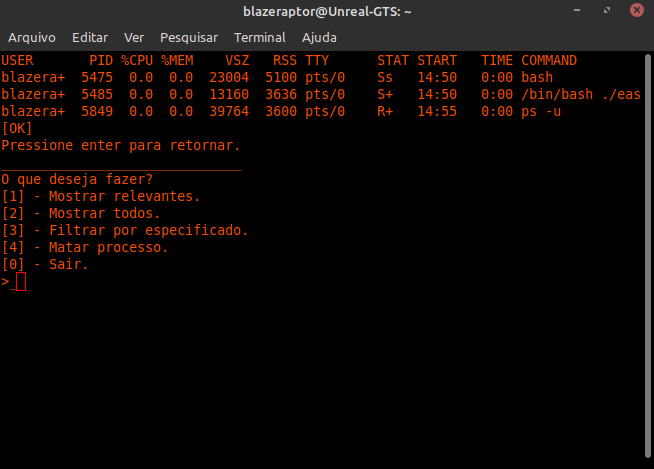 blazeraptor@Unreal-GTS: ~
Arquivo Editar Ver Pesquisar Terminal Ajuda
USER       PID %CPU %MEM    VSZ   RSS TTY      STAT START   TIME COMMAND
blazera+  5475  0.0  0.0  23004  5100 pts/0    Ss   14:50   0:00 bash
blazera+  5485  0.0  0.0  13160  3636 pts/0    S+   14:50   0:00 /bin/bash ./eas
blazera+  5849  0.0  0.0  39764  3600 pts/0    R+   14:55   0:00 ps -u
[OK]
Pressione enter para retornar.
______________________________
O que deseja fazer?
[1] - Mostrar relevantes.
[2] - Mostrar todos.
[3] - Filtrar por especificado.
[4] - Matar processo.
[0] - Sair.
>_